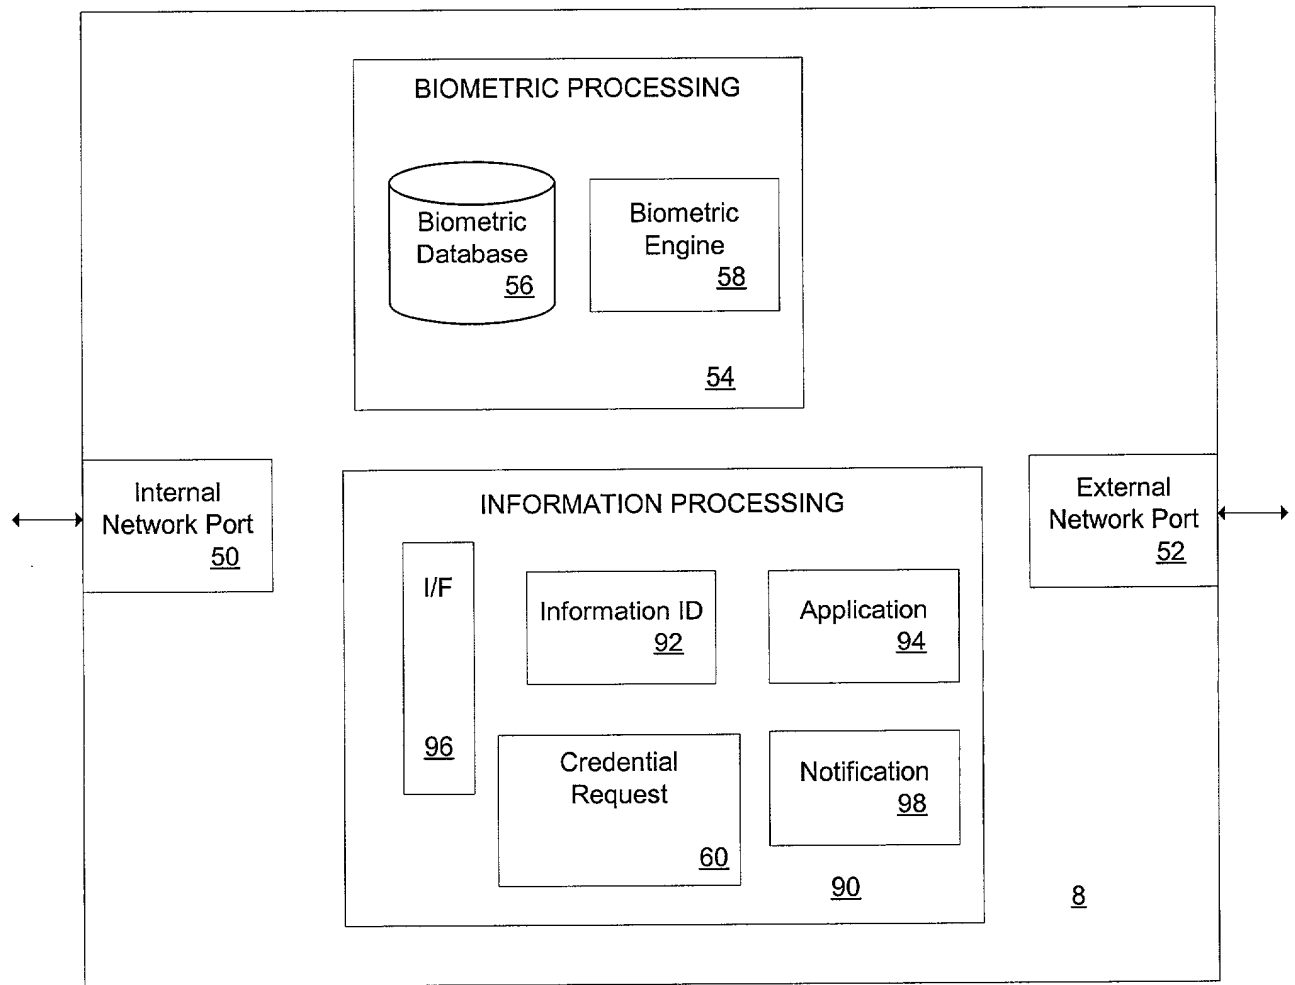 BIOMETRIC PROCESSING
Biometric
Database
56
Biometric
Engine
58
54
Internal
Network Port
50
External
Network Port
52
INFORMATION PROCESSING
I/F
96
Information ID
92
Application
94
Credential
Request
60
Notification
98
90
8